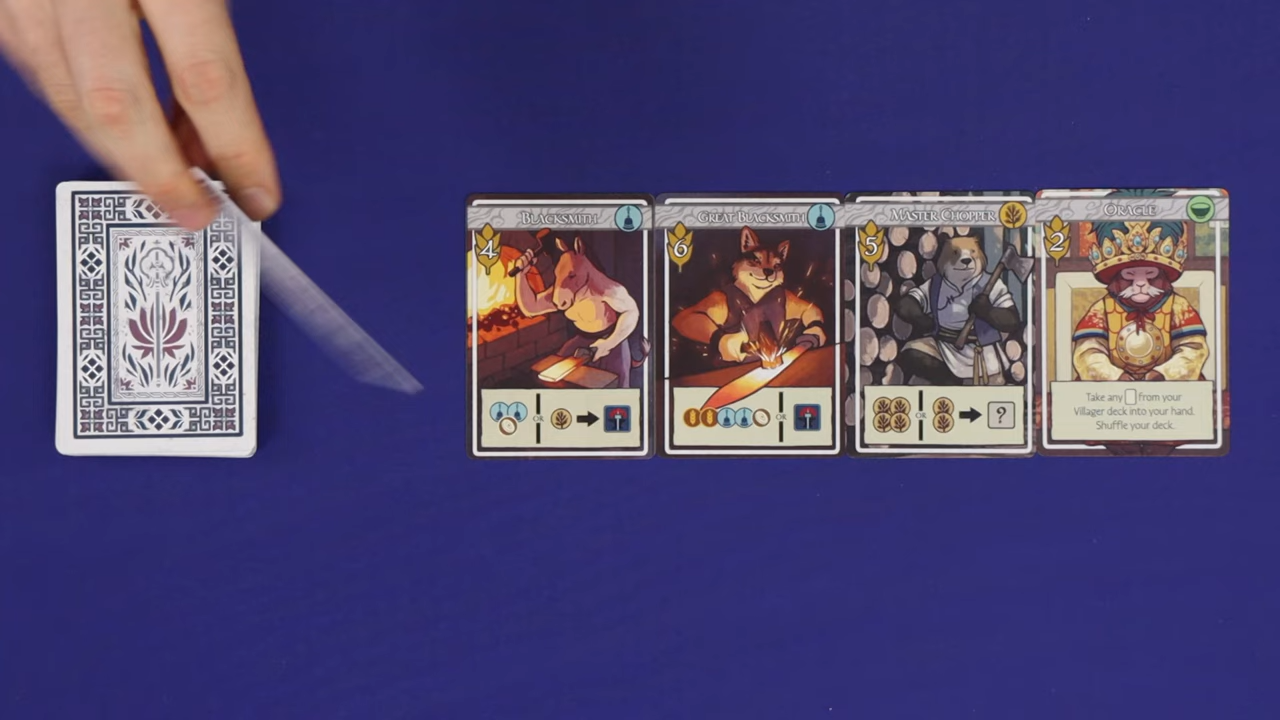 BLACKSMITH
4
OR
GREAT BLACKSMITH
6
OR
MASTER CHOPPER
5
OR
?
ORACLE
2
Take any from your
Villager deck into your hand.
Shuffle your deck.